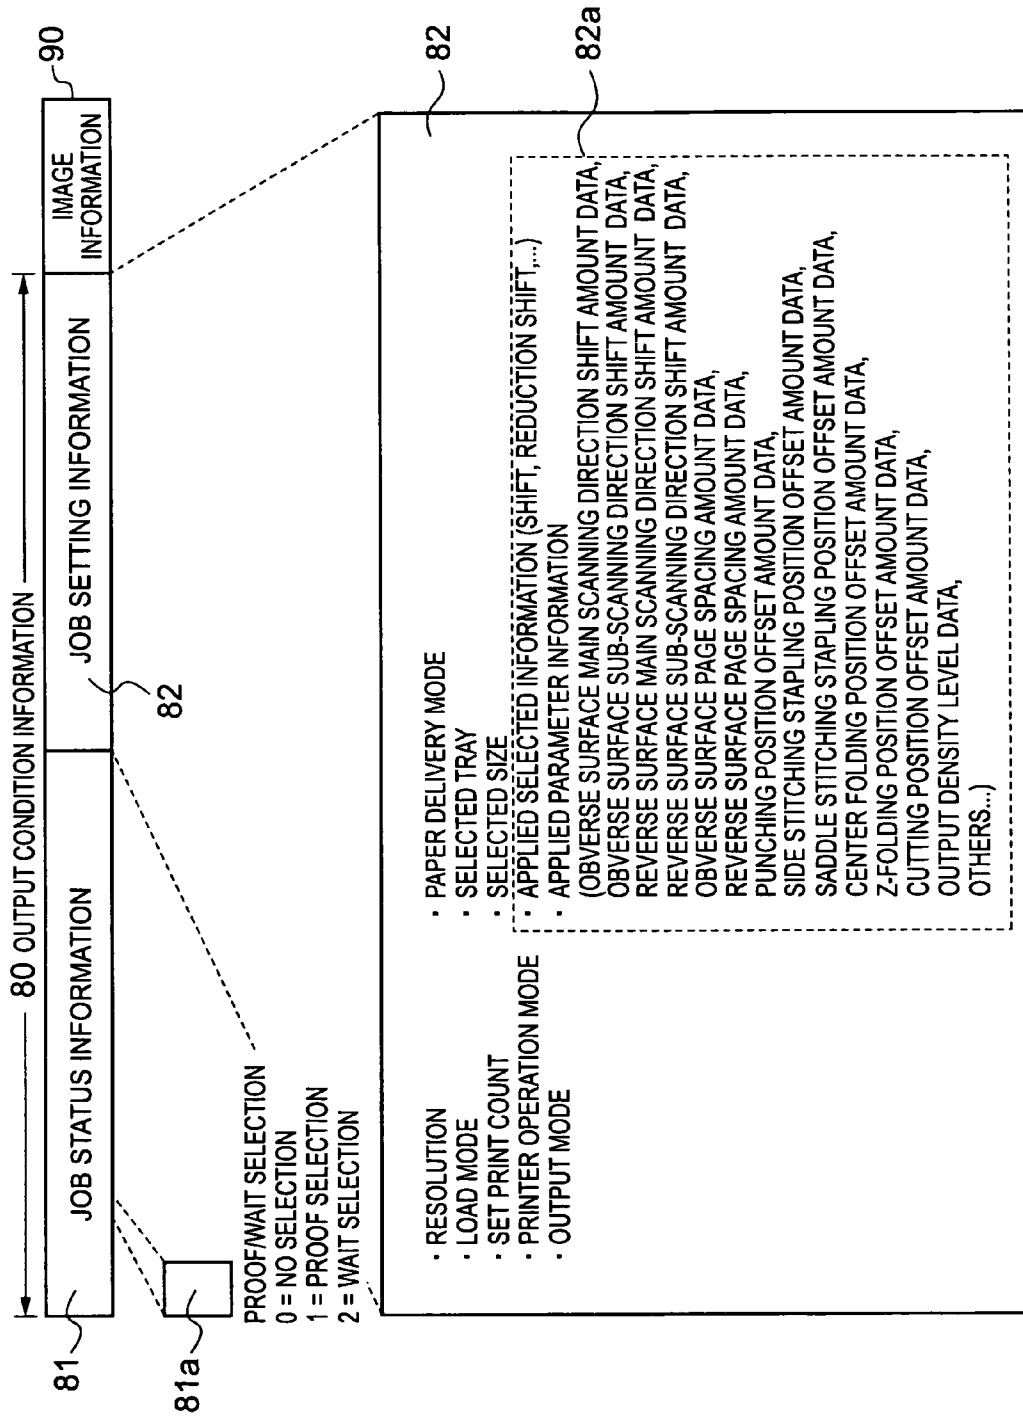 80 OUTPUT CONDITION INFORMATION
81
JOB STATUS INFORMATION
JOB SETTING INFORMATION
82
IMAGE
INFORMATION
90
81a
PROOF/WAIT SELECTION
0 = NO SELECTION
1 = PROOF SELECTION
2 = WAIT SELECTION
82
· RESOLUTION
· LOAD MODE
· SET PRINT COUNT
· PRINTER OPERATION MODE
· OUTPUT MODE
· PAPER DELIVERY MODE
· SELECTED TRAY
· SELECTED SIZE
82a
· APPLIED SELECTED INFORMATION (SHIFT, REDUCTION SHIFT,...)
· APPLIED PARAMETER INFORMATION
(OBVERSE SURFACE MAIN SCANNING DIRECTION SHIFT AMOUNT DATA,
OBVERSE SURFACE SUB-SCANNING DIRECTION SHIFT AMOUNT DATA,
REVERSE SURFACE MAIN SCANNING DIRECTION SHIFT AMOUNT DATA,
REVERSE SURFACE SUB-SCANNING DIRECTION SHIFT AMOUNT DATA,
OBVERSE SURFACE PAGE SPACING AMOUNT DATA,
REVERSE SURFACE PAGE SPACING AMOUNT DATA,
PUNCHING POSITION OFFSET AMOUNT DATA,
SIDE STITCHING STAPLING POSITION OFFSET AMOUNT DATA,
SADDLE STITCHING STAPLING POSITION OFFSET AMOUNT DATA,
CENTER FOLDING POSITION OFFSET AMOUNT DATA,
Z-FOLDING POSITION OFFSET AMOUNT DATA,
CUTTING POSITION OFFSET AMOUNT DATA,
OUTPUT DENSITY LEVEL DATA,
OTHERS...)